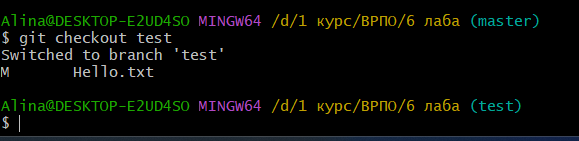 Alina@DESKTOP-E2UD4SO MINGW64 /d/1 курс/ВРПО/6 лаба (master)
$ git checkout test
Switched to branch 'test'
M       Hello.txt
Alina@DESKTOP-E2UD4SO MINGW64 /d/1 курс/ВРПО/6 лаба (test)
$